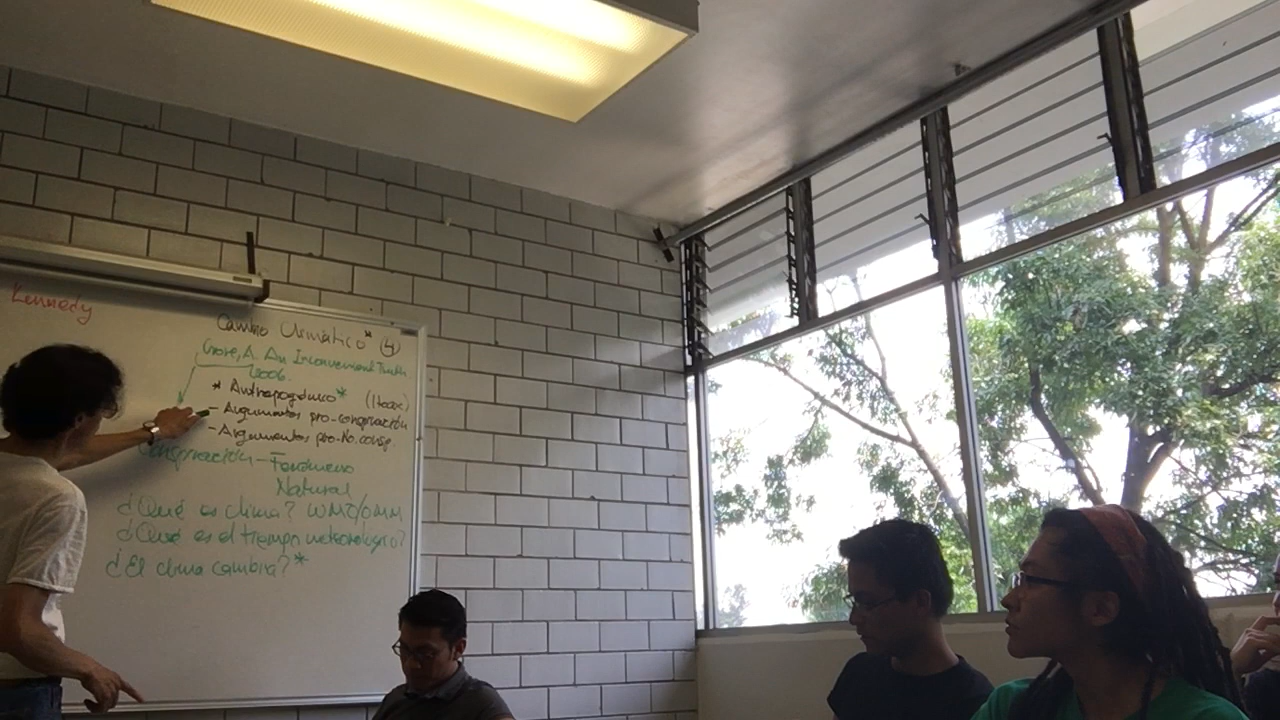 Kennedy
Cambio Climático * (4)
Gore, A. An Inconvenient Truth
2006.
* Antropogénico *
- Argumentos pro-conspiración
- Argumentos pro-No. consp.
Conspiración - Fenómeno
Natural
¿Qué es clima? WMO/OMM
¿Qué es el tiempo meteorológico?
¿El clima cambia? *